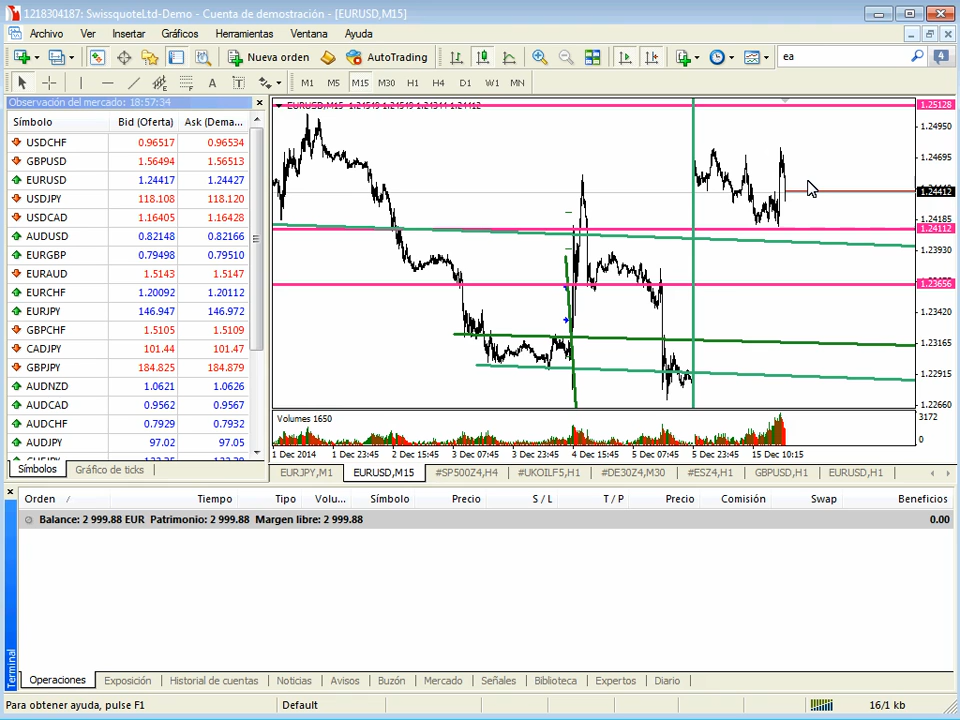 1218304187: SwissquoteLtd-Demo - Cuenta de demostración - [EURUSD,M15]
Archivo Ver Insertar Gráficos Herramientas Ventana Ayuda
Nueva orden AutoTrading ea 4
A T M1 M5 M15 M30 H1 H4 D1 W1 MN
Observación del mercado: 18:57:34
Símbolo Bid (Oferta) Ask (Dema...
USDCHF 0.96517 0.96534
GBPUSD 1.56494 1.56513
EURUSD 1.24417 1.24427
USDJPY 118.108 118.120
USDCAD 1.16405 1.16428
AUDUSD 0.82148 0.82166
EURGBP 0.79498 0.79510
EURAUD 1.5143 1.5147
EURCHF 1.20092 1.20112
EURJPY 146.947 146.972
GBPCHF 1.5105 1.5109
CADJPY 101.44 101.47
GBPJPY 184.825 184.879
AUDNZD 1.0621 1.0626
AUDCAD 0.9562 0.9567
AUDCHF 0.7929 0.7932
AUDJPY 97.02 97.05
Símbolos Gráfico de ticks
EURUSD,M15 1.24549 1.24549 1.24344 1.24412
1.25128
1.24950
1.24695
1.24412
1.24185
1.24112
1.23930
1.23656
1.23420
1.23165
1.22915
1.22660
Volumes 1650
3172
0
1 Dec 2014 1 Dec 23:45 2 Dec 15:45 3 Dec 07:45 3 Dec 23:45 4 Dec 15:45 5 Dec 07:45 5 Dec 23:45 15 Dec 10:15
EURJPY,M1 EURUSD,M15 #SP500Z4,H4 #UKOILF5,H1 #DE30Z4,M30 #ESZ4,H1 GBPUSD,H1 EURUSD,H1
Orden / Tiempo Tipo Volu... Símbolo Precio S / L T / P Precio Comisión Swap Beneficios
Balance: 2 999.88 EUR Patrimonio: 2 999.88 Margen libre: 2 999.88 0.00
Terminal
Operaciones Exposición Historial de cuentas Noticias Avisos Buzón Mercado Señales Biblioteca Expertos Diario
Para obtener ayuda, pulse F1 Default 16/1 kb